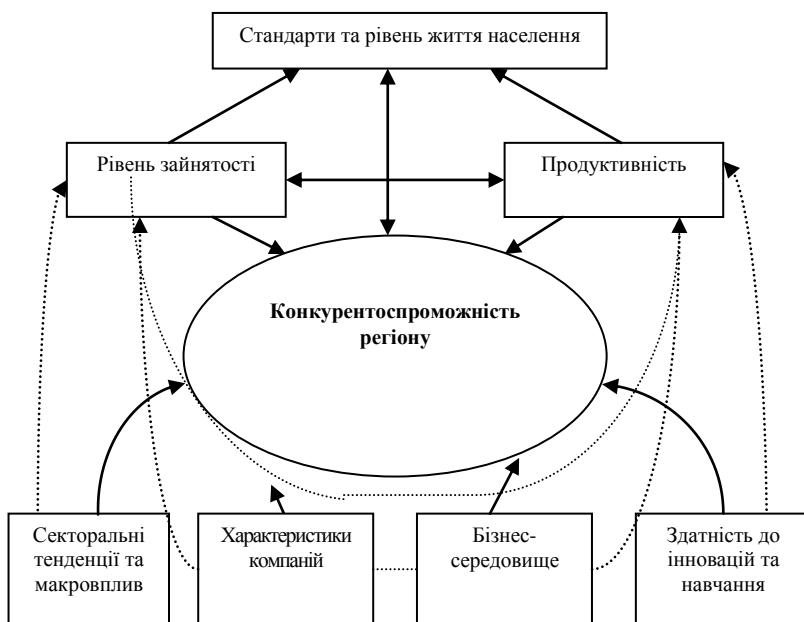 Стандарти та рівень життя населення
Рівень зайнятості
Продуктивність
Конкурентоспроможність
регіону
Секторальні
тенденції та
макровплив
Характеристики
компаній
Бізнес-
середовище
Здатність до
інновацій та
навчання